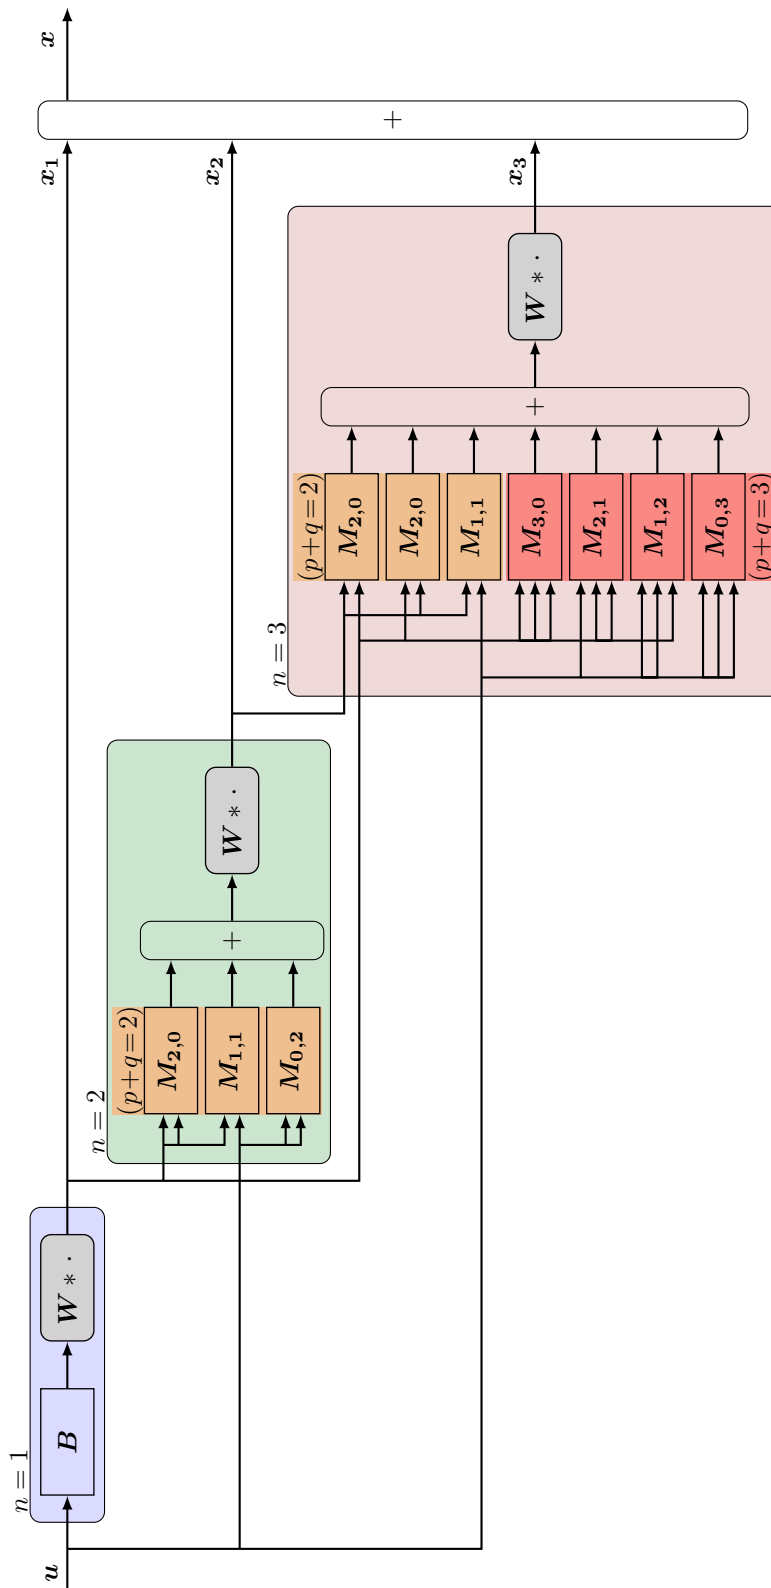 u
n = 1
B
W * ·
n = 2
(p+q=2)
M2,0
M1,1
M0,2
+
W * ·
n = 3
(p+q=2)
M2,0
M2,0
M1,1
M3,0
M2,1
M1,2
M0,3
(p+q=3)
+
W * ·
x1
x2
x3
+
x